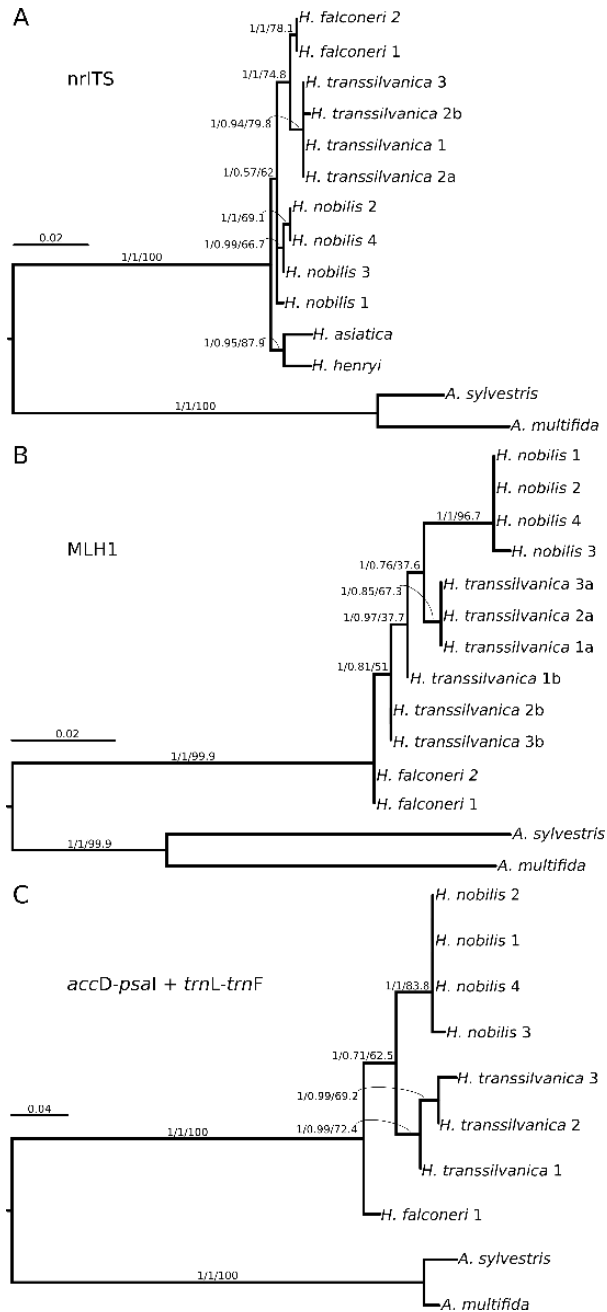 A
nrITS
H. falconeri 2
1/1/78.1
H. falconeri 1
1/1/74.8
H. transsilvanica 3
H. transsilvanica 2b
1/0.94/79.8
H. transsilvanica 1
1/0.57/62
H. transsilvanica 2a
H. nobilis 2
1/1/69.1
H. nobilis 4
0.02
1/0.99/66.7
1/1/100
H. nobilis 3
H. nobilis 1
H. asiatica
1/0.95/87.9
H. henryi
A. sylvestris
1/1/100
A. multifida
B
MLH1
H. nobilis 1
H. nobilis 2
1/1/96.7
H. nobilis 4
H. nobilis 3
1/0.76/37.6
H. transsilvanica 3a
1/0.85/67.3
H. transsilvanica 2a
1/0.97/37.7
H. transsilvanica 1a
1/0.81/51
H. transsilvanica 1b
H. transsilvanica 2b
0.02
H. transsilvanica 3b
1/1/99.9
H. falconeri 2
H. falconeri 1
A. sylvestris
1/1/99.9
A. multifida
C
accD-psaI + trnL-trnF
H. nobilis 2
H. nobilis 1
1/1/83.8
H. nobilis 4
H. nobilis 3
1/0.71/62.5
H. transsilvanica 3
1/0.99/69.2
0.04
H. transsilvanica 2
1/0.99/72.4
1/1/100
H. transsilvanica 1
H. falconeri 1
A. sylvestris
1/1/100
A. multifida